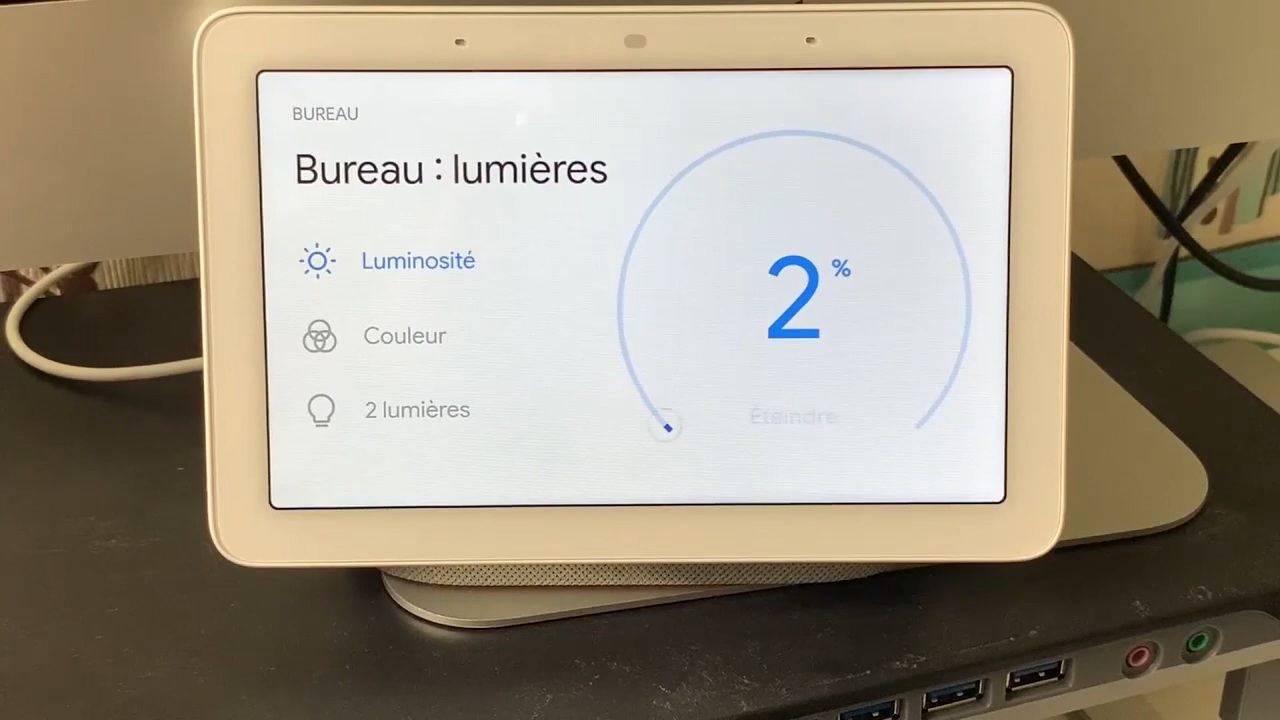 BUREAU
Bureau : lumières
Luminosité
Couleur
2 lumières
2 %
Éteindre